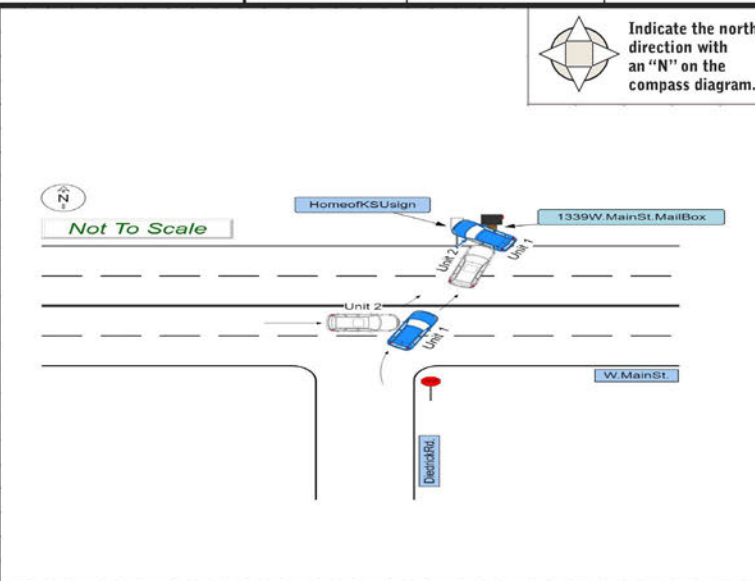 Indicate the north
direction with
an “N” on the
compass diagram.
N
Not To Scale
HomeofKSUsign
1339W.MainSt.MailBox
Unit 2
Unit 1
Unit 2
Unit 1
W.MainSt.
DiedrickRd.